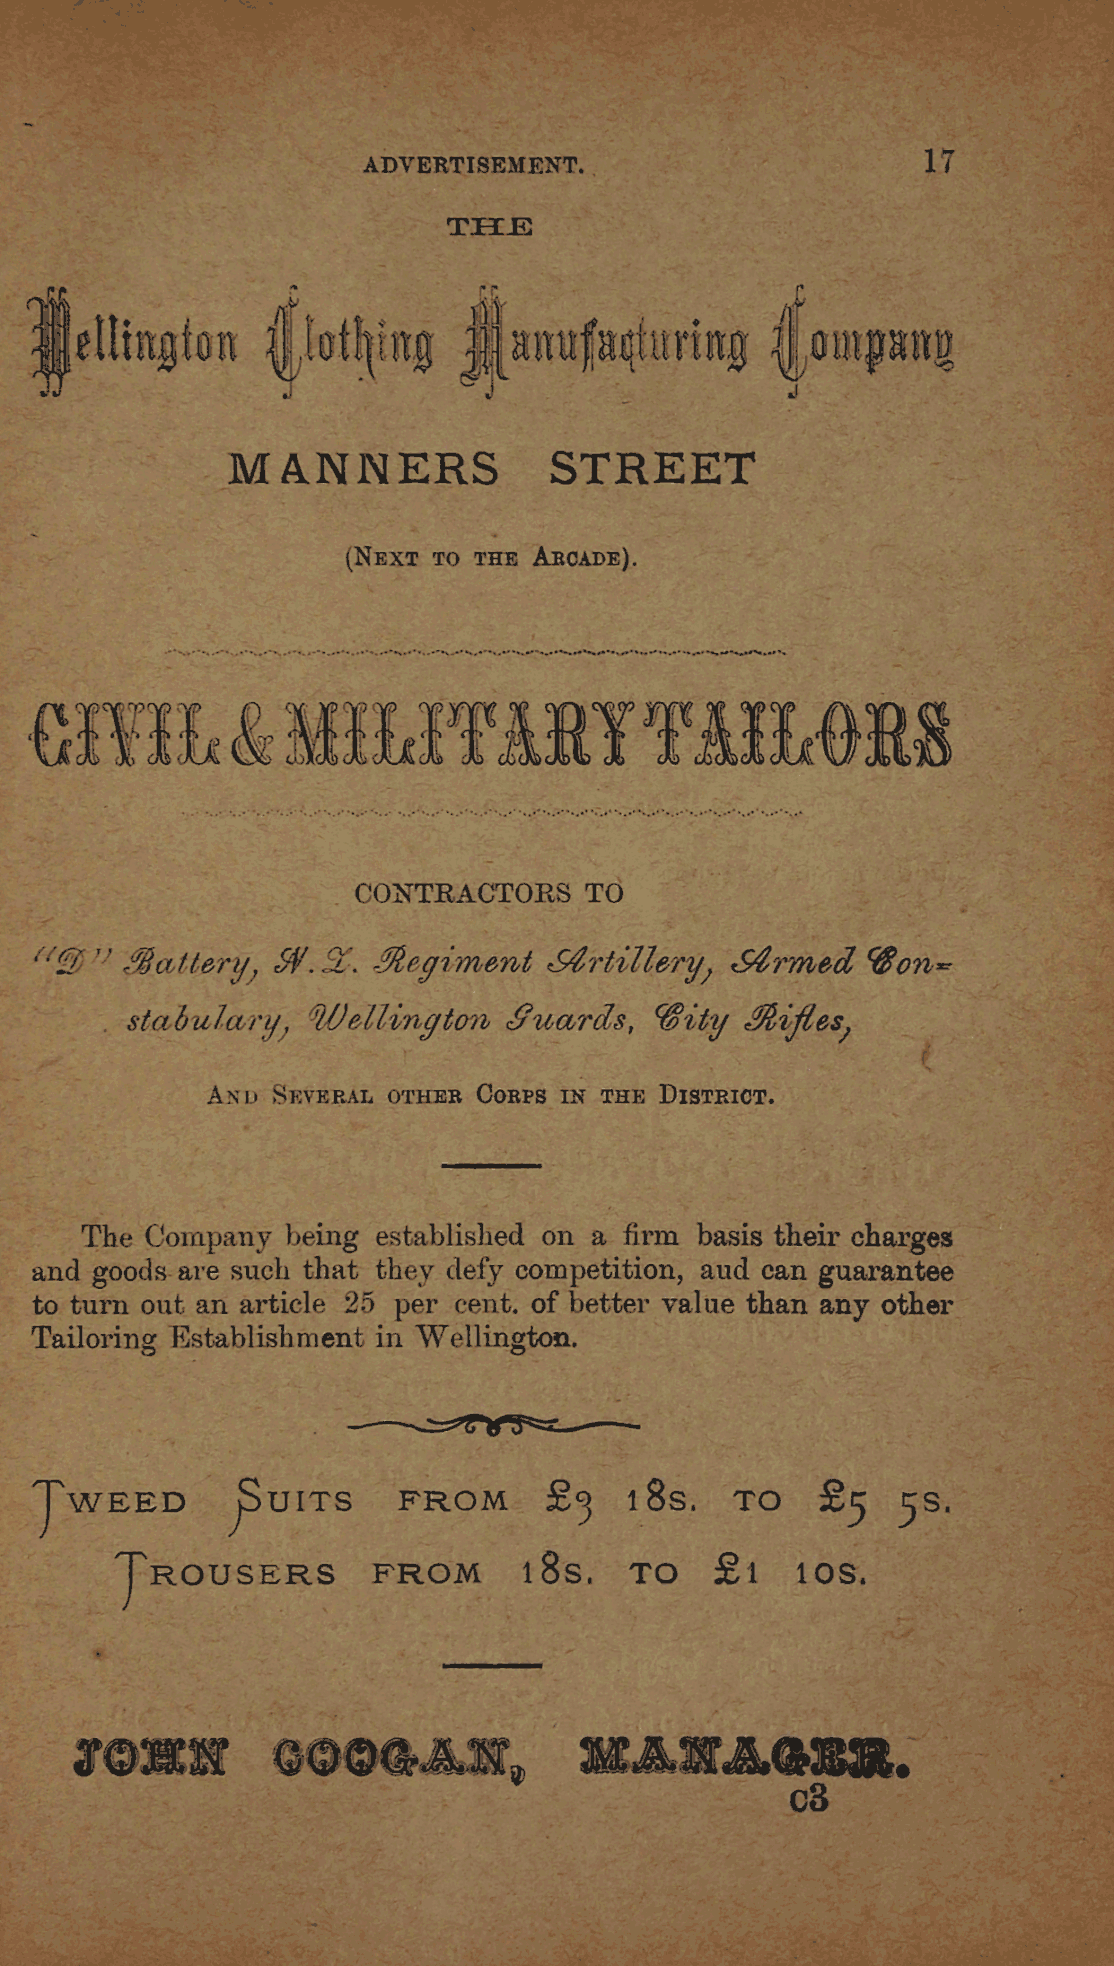 ADVERTISEMENT. 17
THE
Wellington Clothing Manufacturing Company
MANNERS STREET
(NEXT TO THE ARCADE).
CIVIL & MILITARY TAILORS
CONTRACTORS TO
"D" Battery, N.Z. Regiment Artillery, Armed Con-
stabulary, Wellington Guards, City Rifles,
AND SEVERAL OTHER CORPS IN THE DISTRICT.
The Company being established on a firm basis their charges
and goods are such that they defy competition, aud can guarantee
to turn out an article 25 per cent. of better value than any other
Tailoring Establishment in Wellington.
TWEED SUITS FROM £3 18S. TO £5 5S.
TROUSERS FROM 18S. TO £1 10S.
JOHN COOGAN, MANAGER.
C3